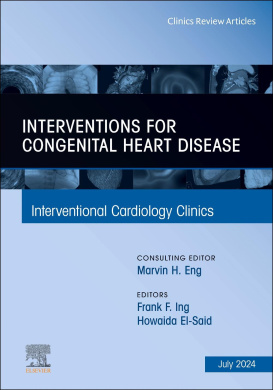 Clinics Review Articles
INTERVENTIONS FOR
CONGENITAL HEART DISEASE
Interventional Cardiology Clinics
CONSULTING EDITOR
Marvin H. Eng
EDITORS
Frank F. Ing
Howaida El-Said
ELSEVIER
July 2024